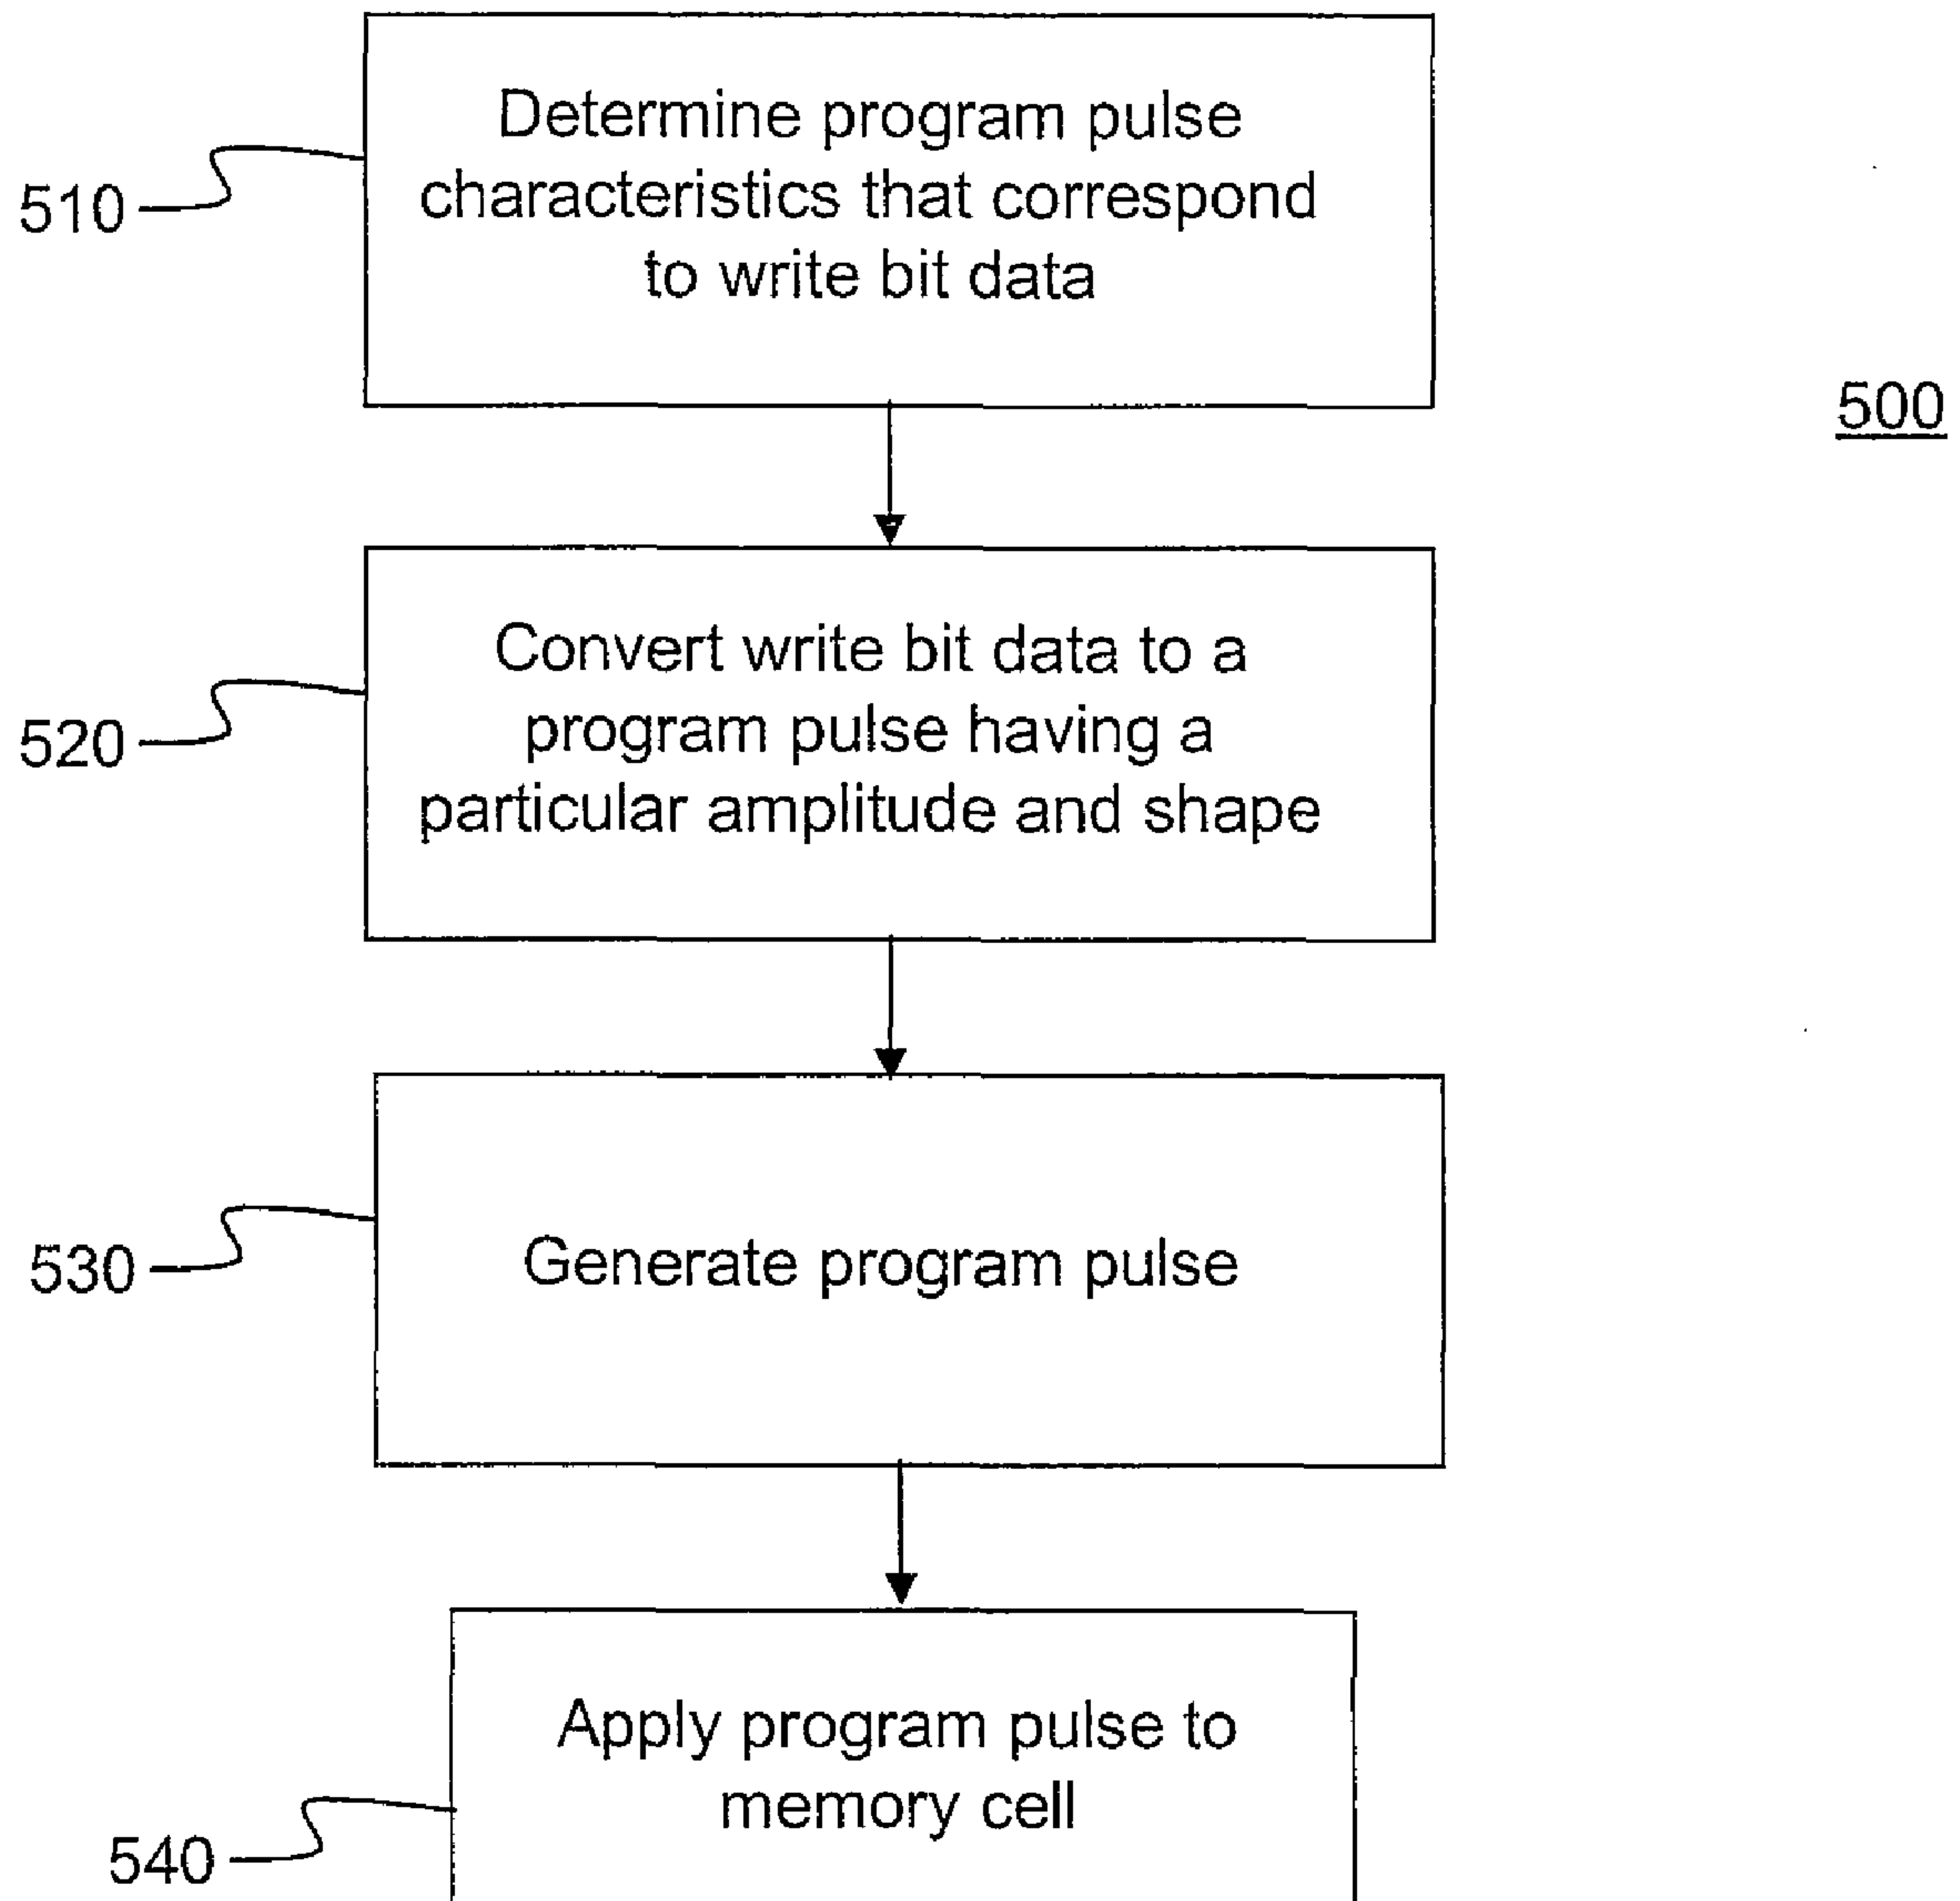 Determine program pulse
characteristics that correspond
to write bit data
510
500
Convert write bit data to a
program pulse having a
particular amplitude and shape
520
Generate program pulse
530
Apply program pulse to
memory cell
540